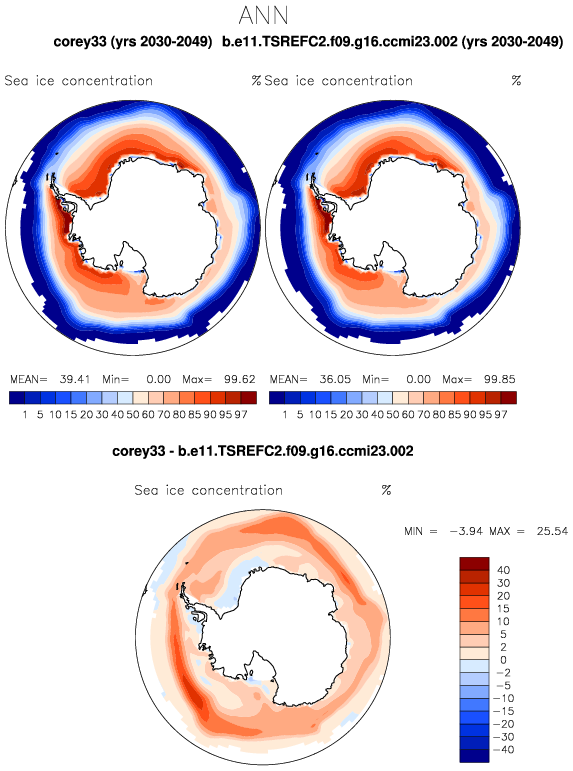 ANN
corey33 (yrs 2030-2049) b.e11.TSREFC2.f09.g16.ccmi23.002 (yrs 2030-2049)
Sea ice concentration % Sea ice concentration %
MEAN= 39.41 Min= 0.00 Max= 99.62 MEAN= 36.05 Min= 0.00 Max= 99.85
1 5 10 15 20 30 40 50 60 70 80 85 90 95 97 1 5 10 15 20 30 40 50 60 70 80 85 90 95 97
corey33 - b.e11.TSREFC2.f09.g16.ccmi23.002
Sea ice concentration %
MIN = -3.94 MAX = 25.54
40
30
20
15
10
5
2
0
-2
-5
-10
-15
-20
-30
-40